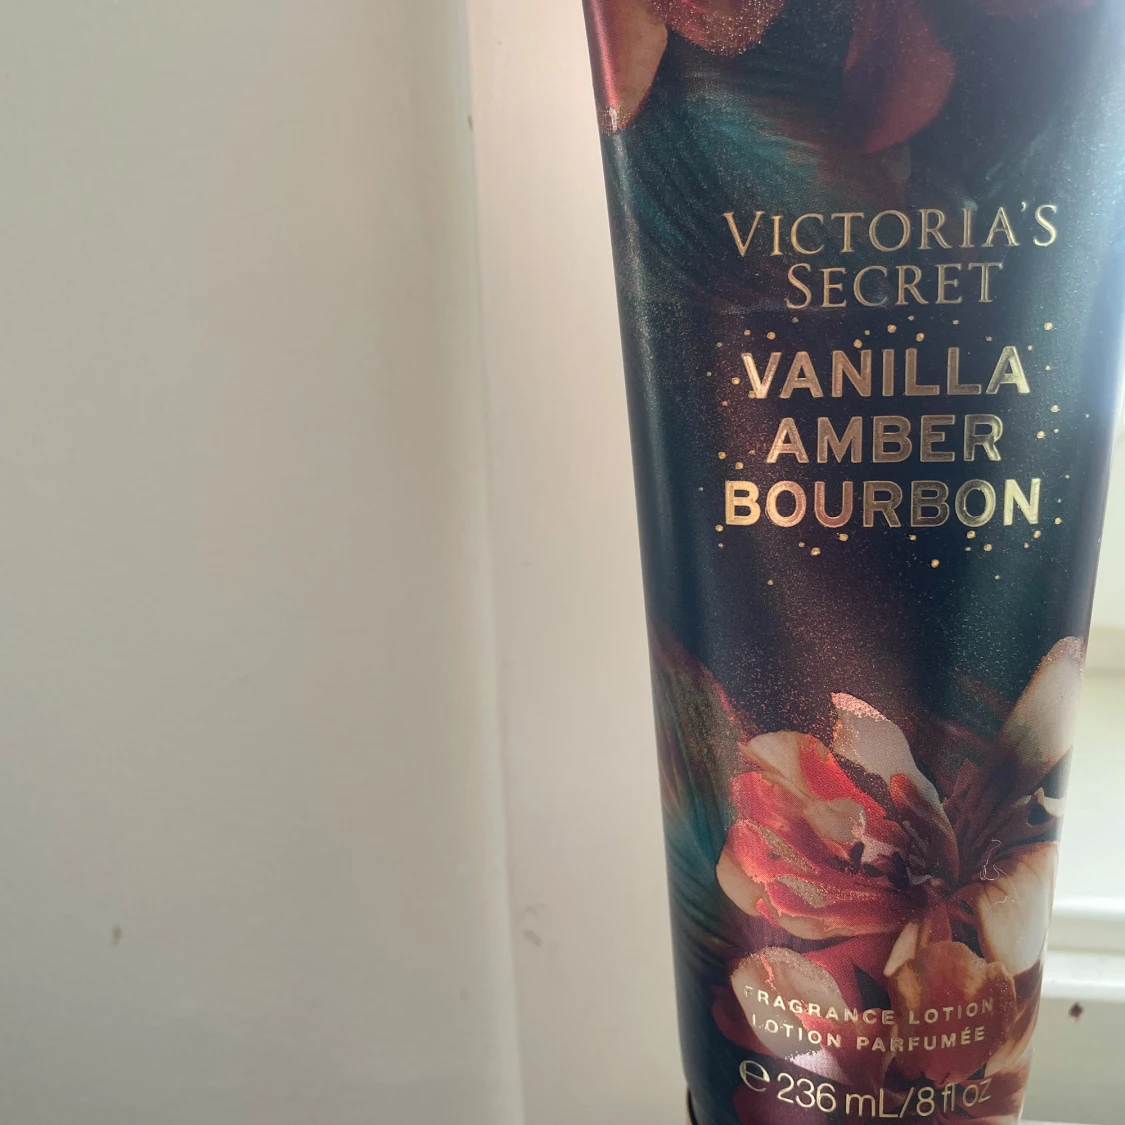 VICTORIA'S
SECRET
VANILLA
AMBER
BOURBON
FRAGRANCE LOTION
LOTION PARFUMÉE
℮ 236 mL/8 fl oz